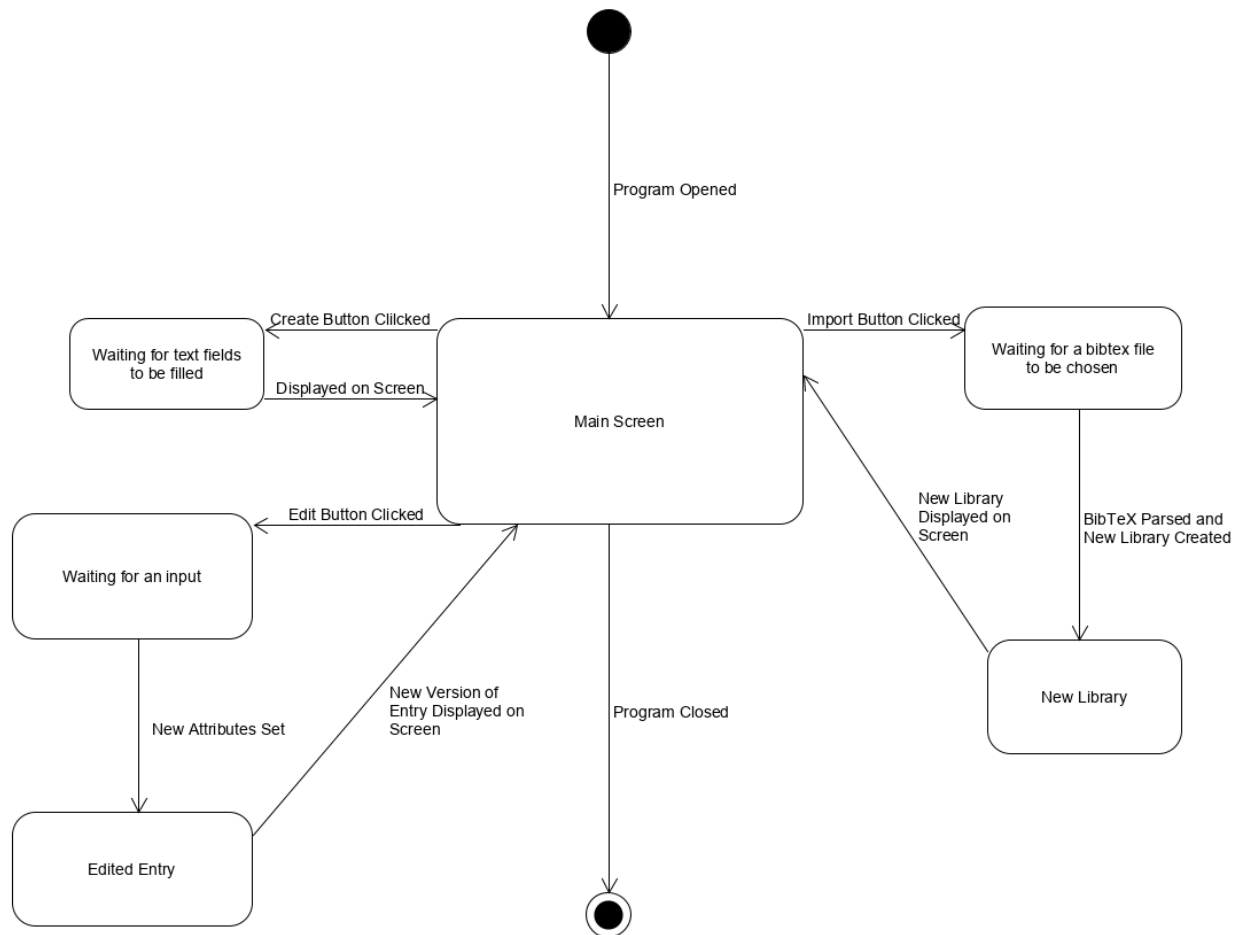 Program Opened
Create Button Clilcked
Import Button Clicked
Waiting for text fields
to be filled
Waiting for a bibtex file
to be chosen
Displayed on Screen
Main Screen
Edit Button Clicked
New Library
Displayed on
Screen
BibTeX Parsed and
New Library Created
Waiting for an input
New Version of
Entry Displayed on
Screen
New Library
Program Closed
New Attributes Set
Edited Entry